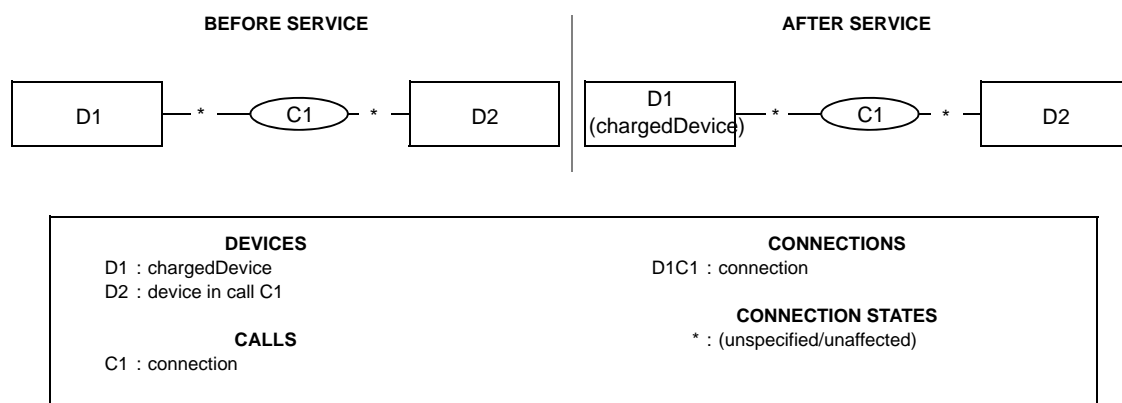 BEFORE SERVICE
D1 * C1 * D2
AFTER SERVICE
D1
(chargedDevice)
* C1 * D2
DEVICES
D1 : chargedDevice
D2 : device in call C1
CALLS
C1 : connection
CONNECTIONS
D1C1 : connection
CONNECTION STATES
* : (unspecified/unaffected)